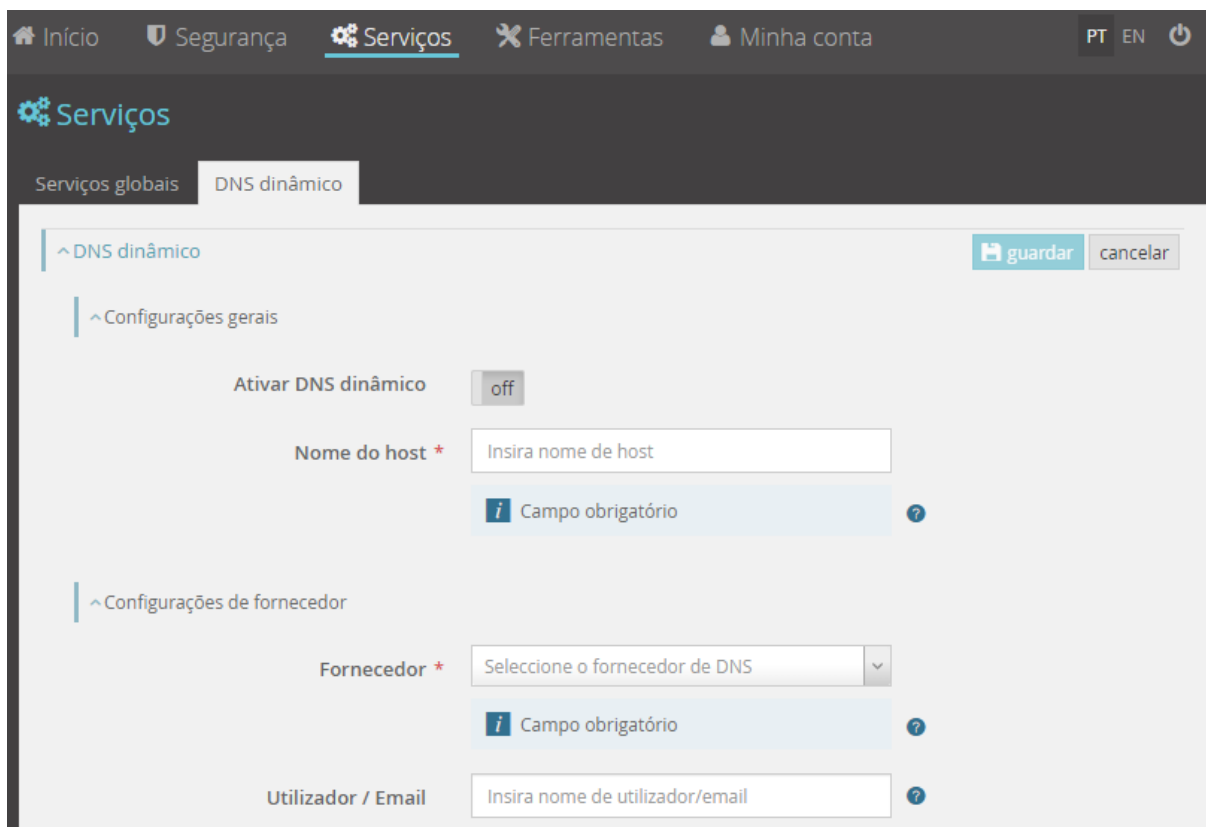 Início Segurança Serviços Ferramentas Minha conta PT EN
Serviços
Serviços globais DNS dinâmico
DNS dinâmico guardar cancelar
Configurações gerais
Ativar DNS dinâmico off
Nome do host * Insira nome de host
i Campo obrigatório ?
Configurações de fornecedor
Fornecedor * Seleccione o fornecedor de DNS
i Campo obrigatório ?
Utilizador / Email Insira nome de utilizador/email ?